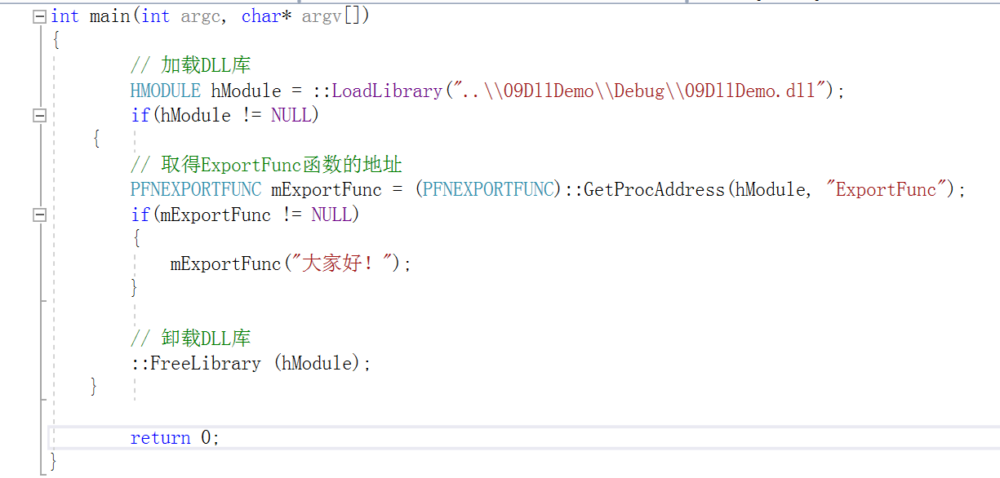 int main(int argc, char* argv[])
{
// 加载DLL库
HMODULE hModule = ::LoadLibrary("..\\09DllDemo\\Debug\\09DllDemo.dll");
if(hModule != NULL)
{
// 取得ExportFunc函数的地址
PFNEXPORTFUNC mExportFunc = (PFNEXPORTFUNC)::GetProcAddress(hModule, "ExportFunc");
if(mExportFunc != NULL)
{
mExportFunc("大家好！");
}
// 卸载DLL库
::FreeLibrary (hModule);
}
return 0;
}